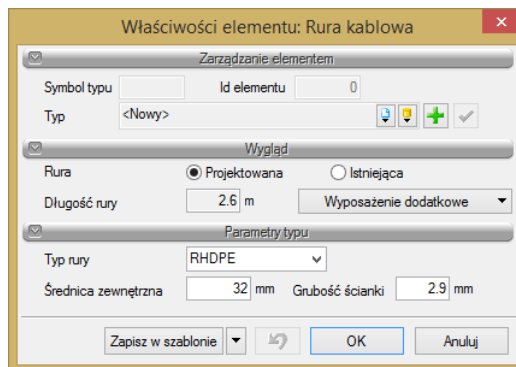 Właściwości elementu: Rura kablowa
Zarządzanie elementem
Symbol typu Id elementu 0
Typ <Nowy>
Wygląd
Rura Projektowana Istniejąca
Długość rury 2.6 m Wyposażenie dodatkowe
Parametry typu
Typ rury RHDPE
Średnica zewnętrzna 32 mm Grubość ścianki 2.9 mm
Zapisz w szablonie OK Anuluj